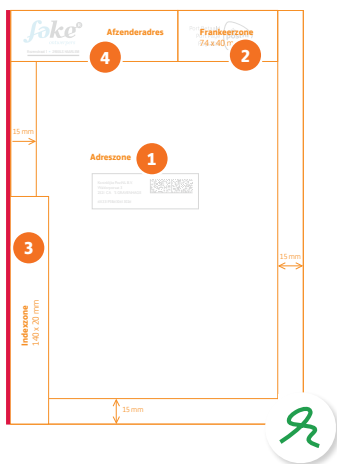 fake
Afzenderadres
4
Frankeerzone
74 x 40 m
2
15 mm
Adreszone
1
3
15 mm
Indexzone
140 x 20 mm
15 mm